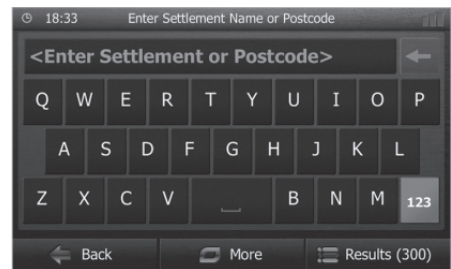 18:33 Enter Settlement Name or Postcode
<Enter Settlement or Postcode>
Q W E R T Y U I O P
A S D F G H J K L
Z X C V B N M 123
Back More Results (300)